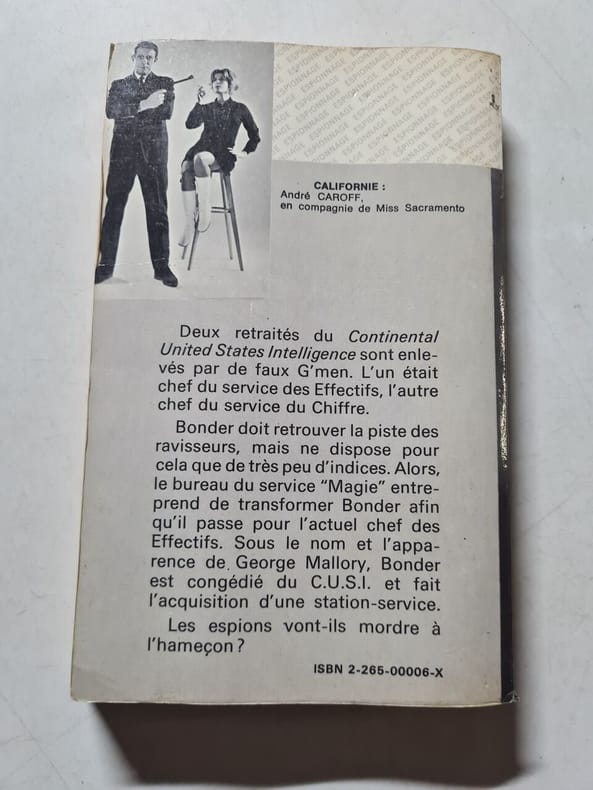 ESPIONNAGE ESPIONNAGE ESPIONNAGE ESPIONNAGE
CALIFORNIE :
André CAROFF,
en compagnie de Miss Sacramento
Deux retraités du Continental
United States Intelligence sont enle-
vés par de faux G'men. L'un était
chef du service des Effectifs, l'autre
chef du service du Chiffre.
Bonder doit retrouver la piste des
ravisseurs, mais ne dispose pour
cela que de très peu d'indices. Alors,
le bureau du service "Magie" entre-
prend de transformer Bonder afin
qu'il passe pour l'actuel chef des
Effectifs. Sous le nom et l'appa-
rence de George Mallory, Bonder
est congédié du C.U.S.I. et fait
l'acquisition d'une station-service.
Les espions vont-ils mordre à
l'hameçon ?
ISBN 2-265-00006-X